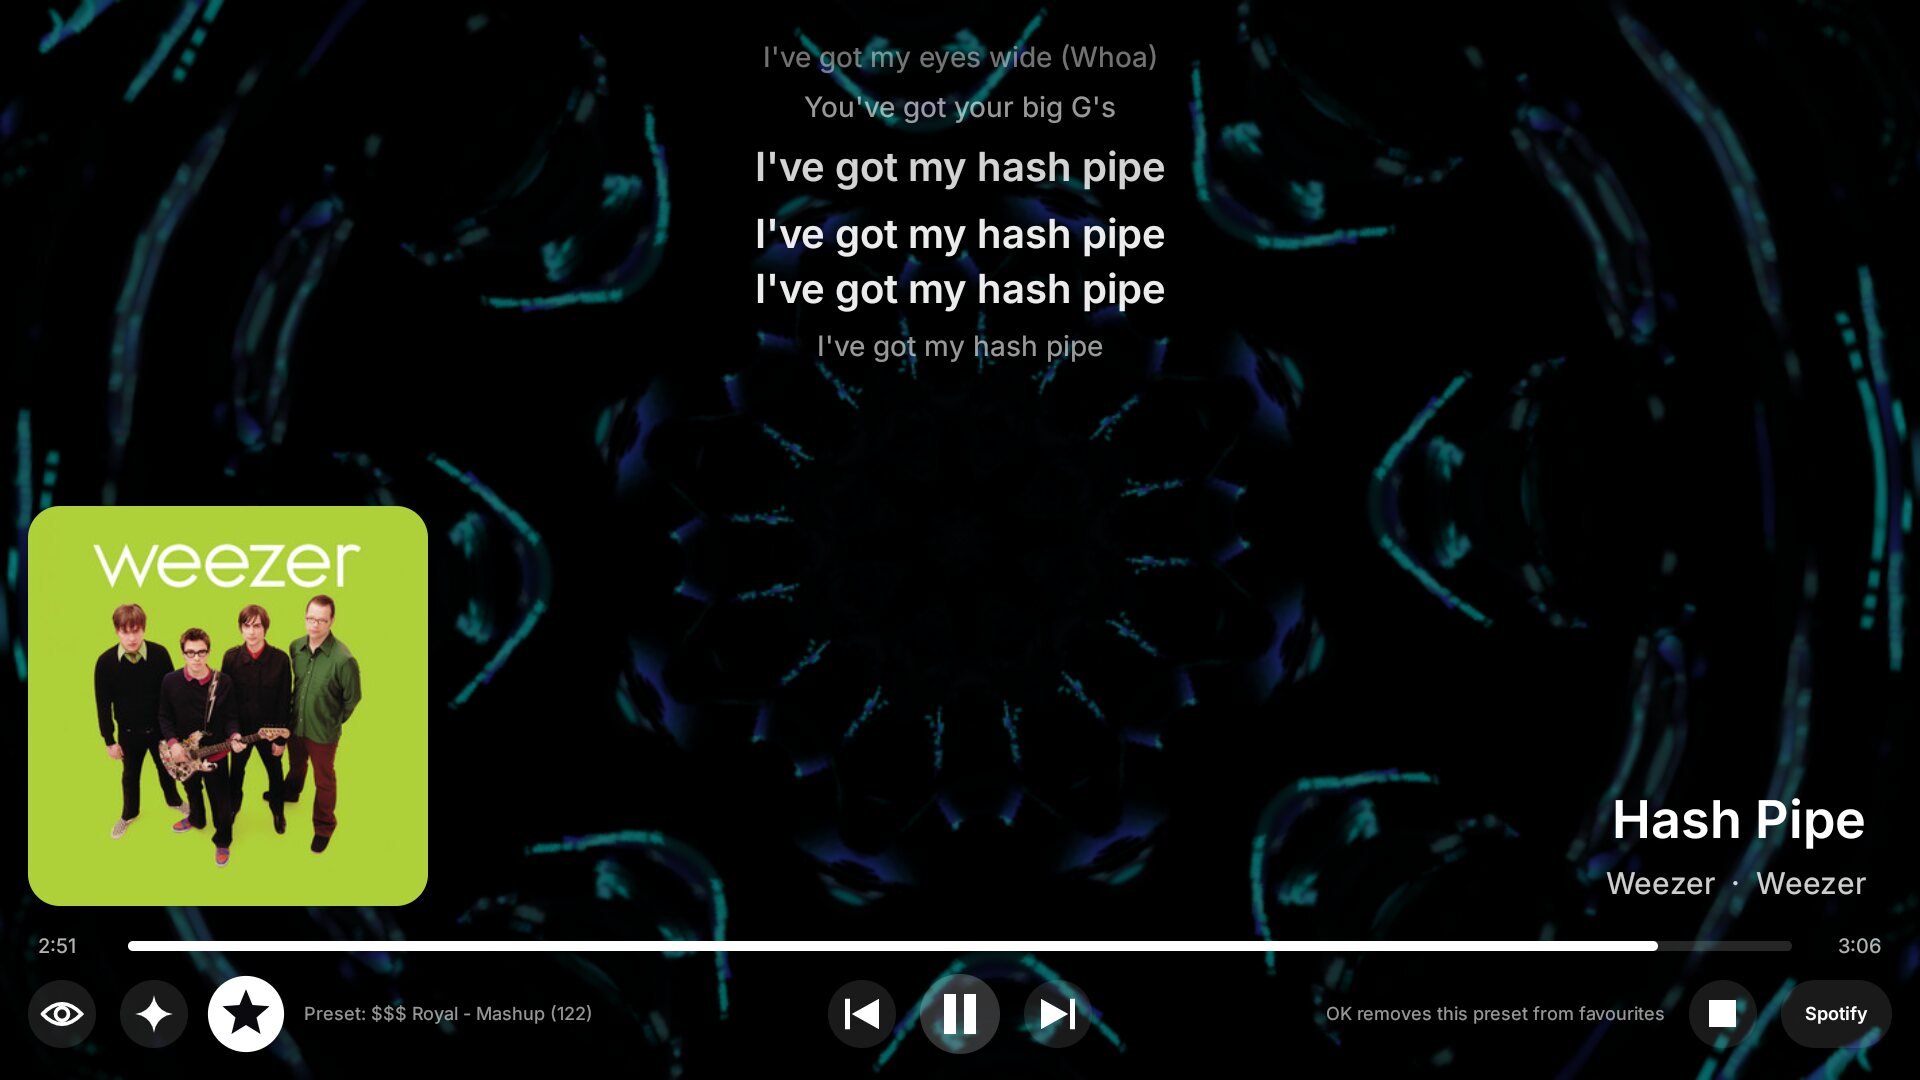 I've got my eyes wide (Whoa)
You've got your big G's
I've got my hash pipe
I've got my hash pipe
I've got my hash pipe
I've got my hash pipe
weezer
Hash Pipe
Weezer · Weezer
2:51
3:06
Preset: $$$ Royal - Mashup (122)
OK removes this preset from favourites
Spotify